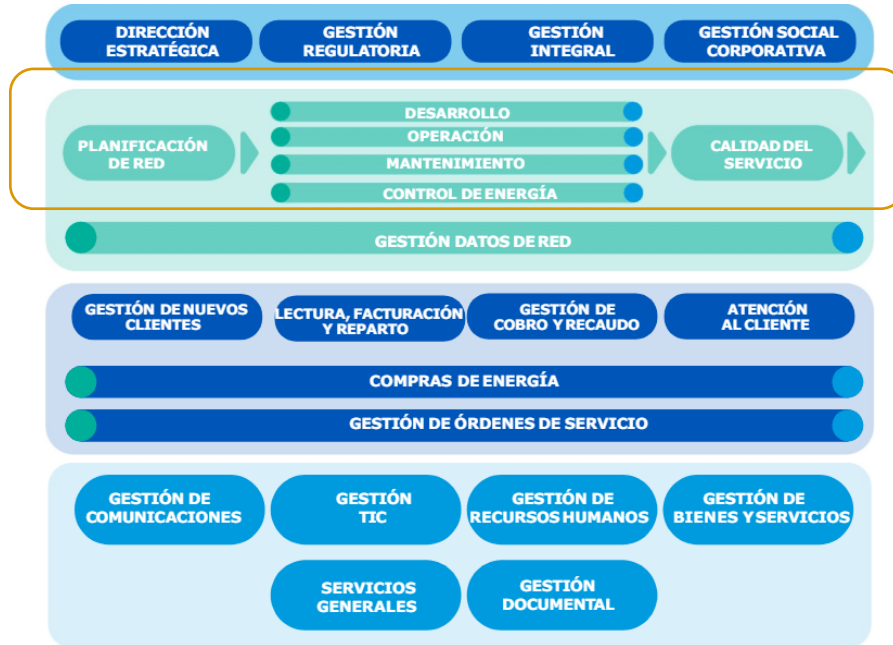 DIRECCIÓN
ESTRATÉGICA
GESTIÓN
REGULATORIA
GESTIÓN
INTEGRAL
GESTIÓN SOCIAL
CORPORATIVA
PLANIFICACIÓN
DE RED
DESARROLLO
OPERACIÓN
MANTENIMIENTO
CONTROL DE ENERGÍA
CALIDAD DEL
SERVICIO
GESTIÓN DATOS DE RED
GESTIÓN DE NUEVOS
CLIENTES
LECTURA, FACTURACIÓN
Y REPARTO
GESTIÓN DE
COBRO Y RECAUDO
ATENCIÓN
AL CLIENTE
COMPRAS DE ENERGÍA
GESTIÓN DE ÓRDENES DE SERVICIO
GESTIÓN DE
COMUNICACIONES
GESTIÓN
TIC
GESTIÓN DE
RECURSOS HUMANOS
GESTIÓN DE
BIENES Y SERVICIOS
SERVICIOS
GENERALES
GESTIÓN
DOCUMENTAL